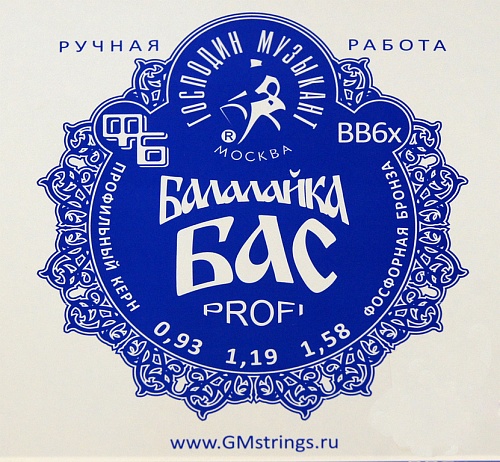 РУЧНАЯ РАБОТА
ГОСПОДИН МУЗЫКАНТ
®
МОСКВА
ФБ
BB6x
ПРОФИЛЬНЫЙ КЕРН
БАЛАЛАЙКА
БАС
PROFI
ФОСФОРНАЯ БРОНЗА
0,93 1,19 1,58
www.GMstrings.ru